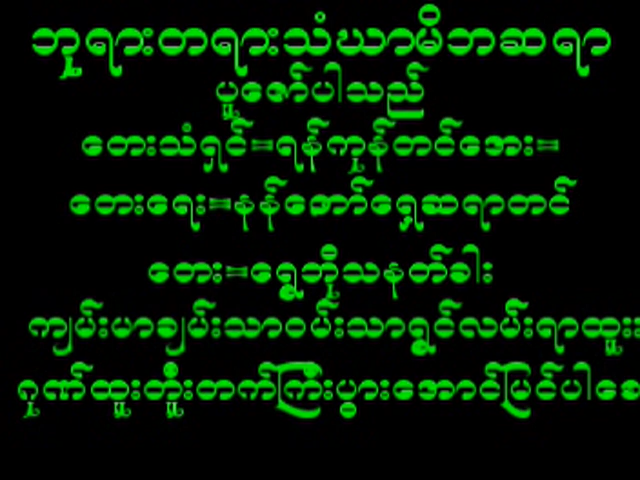 ဘုရားတရားသံဃာမိဘဆရာ
ပူဇော်ပါသည်
တေးသံရှင်=ရန်ကုန်တင်အေး=
တေးရေး=နန်အော်ရှေ့ဆရာတင်
တေး=ရွှေဘိုသနတ်ခါး
ကျမ်းမာချမ်းသာဝမ်းသာရွှင်လမ်းရာထူး
ဂုဏ်ထူးတိုးတက်ကြီးပွားအောင်မြင်ပါစေ